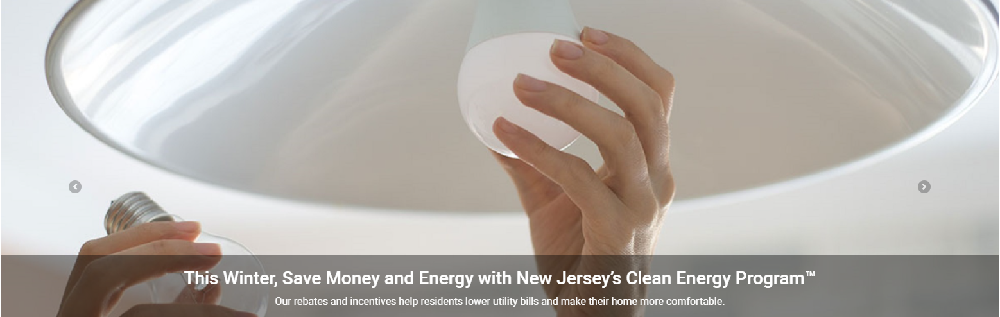 This Winter, Save Money and Energy with New Jersey’s Clean Energy Program™
Our rebates and incentives help residents lower utility bills and make their home more comfortable.